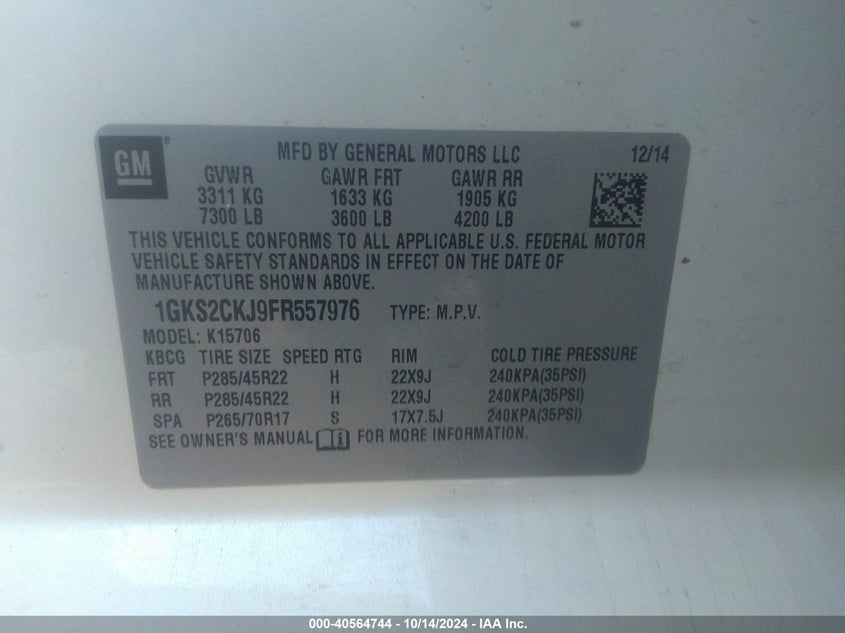 GM ® MFD BY GENERAL MOTORS LLC 12/14
GVWR GAWR FRT GAWR RR
3311 KG 1633 KG 1905 KG
7300 LB 3600 LB 4200 LB
THIS VEHICLE CONFORMS TO ALL APPLICABLE U.S. FEDERAL MOTOR
VEHICLE SAFETY STANDARDS IN EFFECT ON THE DATE OF
MANUFACTURE SHOWN ABOVE.
1GKS2CKJ9FR557976 TYPE: M.P.V.
MODEL: K15706
KBCG TIRE SIZE SPEED RTG RIM COLD TIRE PRESSURE
FRT P285/45R22 H 22X9J 240KPA(35PSI)
RR P285/45R22 H 22X9J 240KPA(35PSI)
SPA P265/70R17 S 17X7.5J 240KPA(35PSI)
SEE OWNER'S MANUAL FOR MORE INFORMATION.
000-40564744 - 10/14/2024 - IAA Inc.